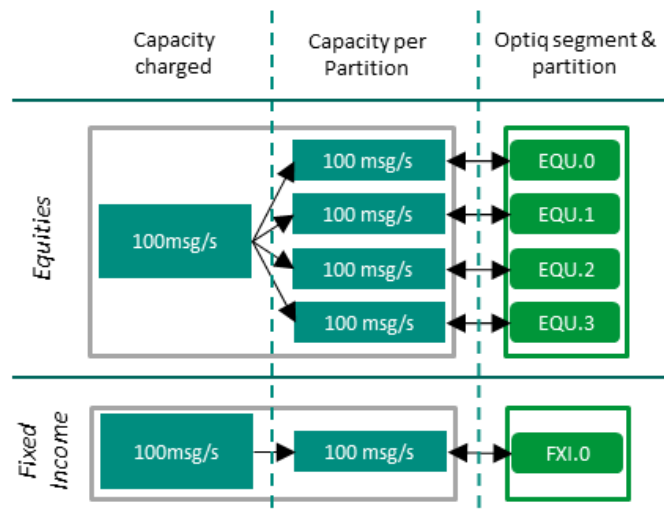 Capacity
charged
Capacity per
Partition
Optiq segment &
partition
Equities
100msg/s
100 msg/s
EQU.0
100 msg/s
EQU.1
100 msg/s
EQU.2
100 msg/s
EQU.3
Fixed
Income
100msg/s
100 msg/s
FXI.0